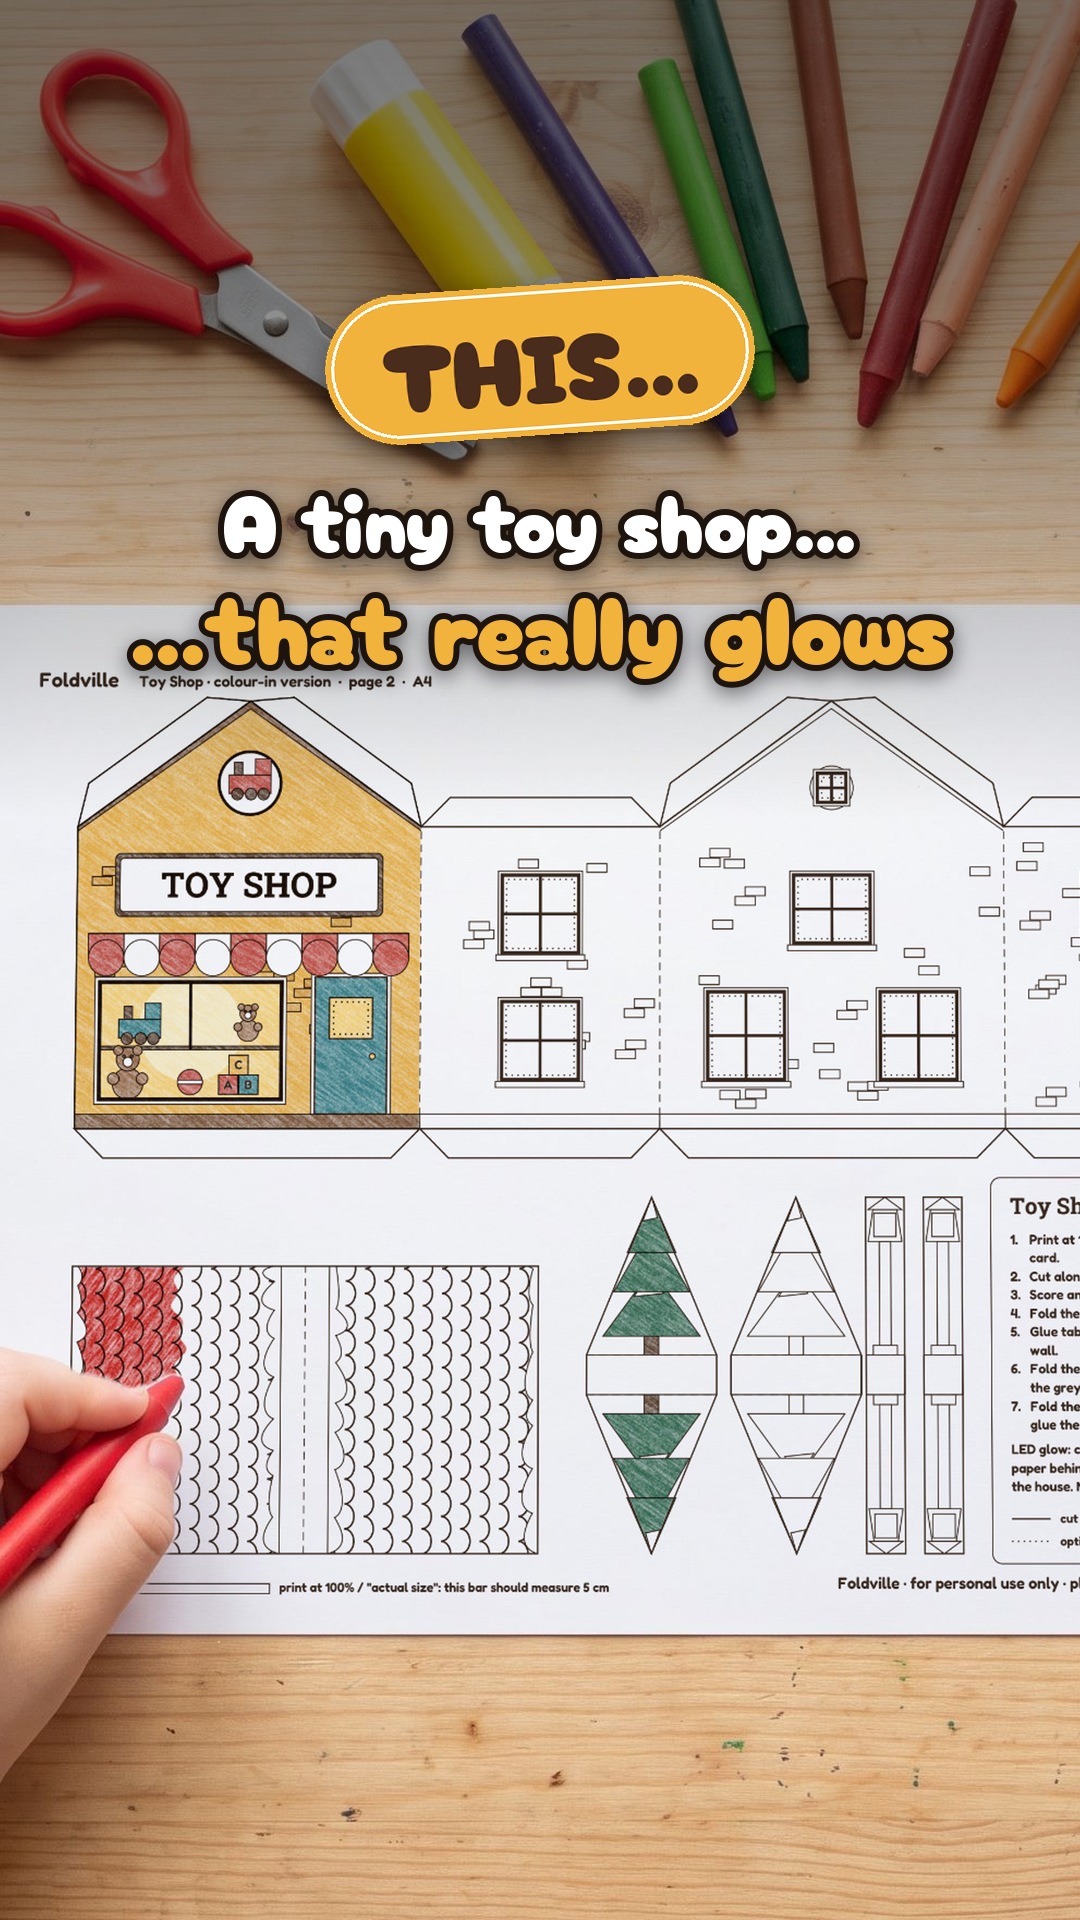 THIS...
A tiny toy shop...
...that really glows
Foldville Toy Shop · colour-in version · page 2 · A4
TOY SHOP
C
A B
Toy Sh
1. Print at
card.
2. Cut alon
3. Score an
4. Fold the
5. Glue tab
wall.
6. Fold the
the grey
7. Fold the
glue the
LED glow: c
paper behin
the house.
cut
opti
print at 100% / "actual size": this bar should measure 5 cm
Foldville · for personal use only · pl